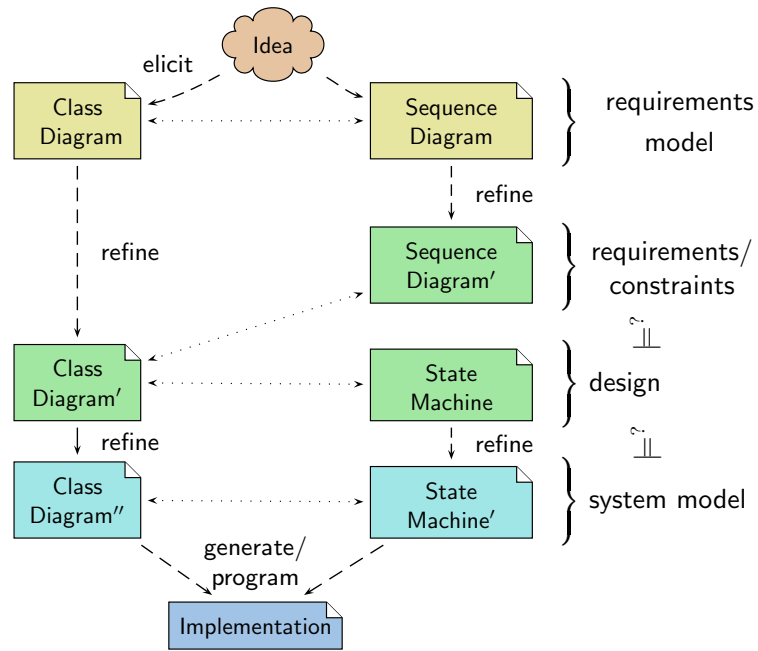 Idea
elicit
Class
Diagram
Sequence
Diagram
requirements
model
refine
refine
Sequence
Diagram′
requirements/
constraints
?
Class
Diagram′
State
Machine
design
refine
refine
?
Class
Diagram′′
State
Machine′
system model
generate/
program
Implementation